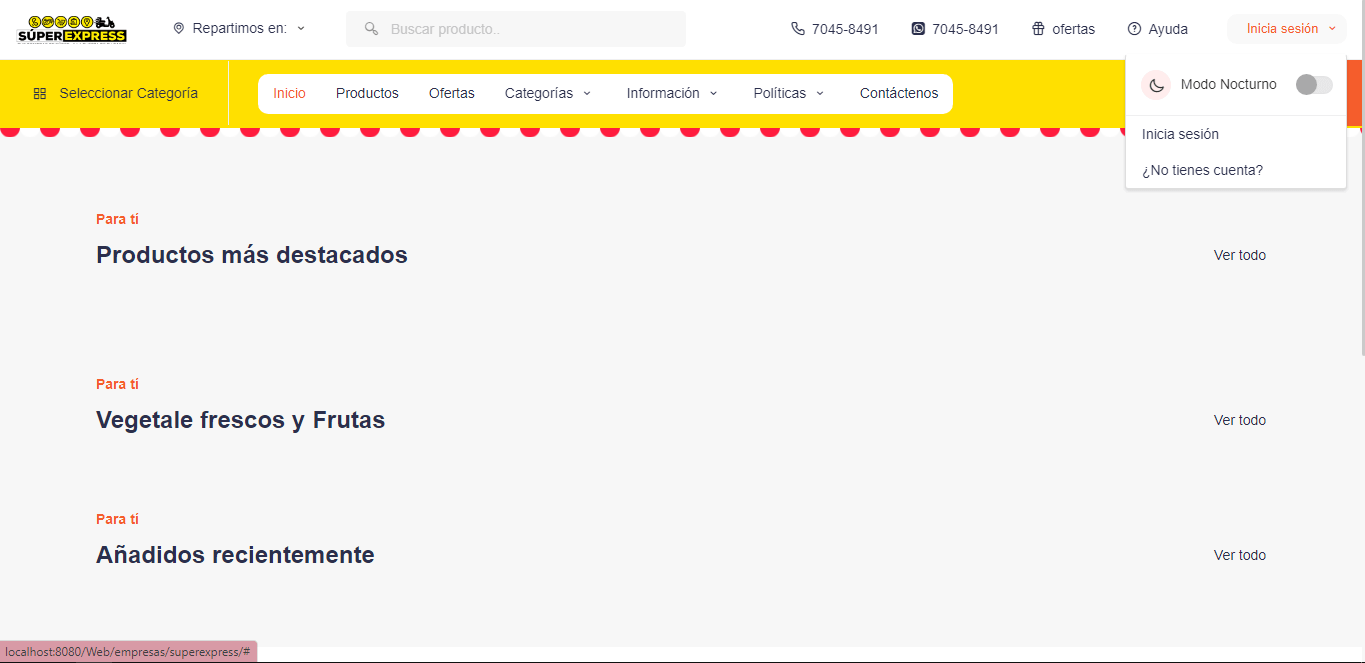 SÚPEREXPRESS
Repartimos en:
Buscar producto..
7045-8491
7045-8491
ofertas
Ayuda
Inicia sesión
Seleccionar Categoría
Inicio
Productos
Ofertas
Categorías
Información
Políticas
Contáctenos
Modo Nocturno
Inicia sesión
¿No tienes cuenta?
Para tí
Productos más destacados
Ver todo
Para tí
Vegetale frescos y Frutas
Ver todo
Para tí
Añadidos recientemente
Ver todo
localhost:8080/Web/empresas/superexpress/#